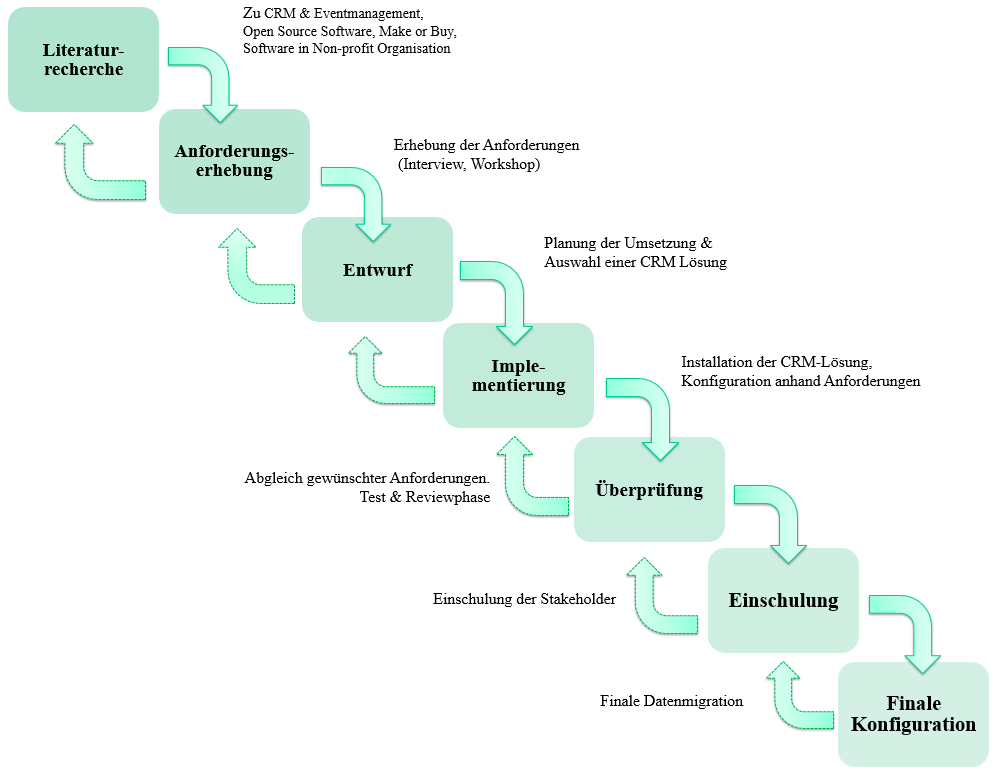 Literatur-
recherche
Zu CRM & Eventmanagement,
Open Source Software, Make or Buy,
Software in Non-profit Organisation
Anforderungs-
erhebung
Erhebung der Anforderungen
(Interview, Workshop)
Entwurf
Planung der Umsetzung &
Auswahl einer CRM Lösung
Imple-
mentierung
Installation der CRM-Lösung,
Konfiguration anhand Anforderungen
Überprüfung
Abgleich gewünschter Anforderungen.
Test & Reviewphase
Einschulung
Einschulung der Stakeholder
Finale
Konfiguration
Finale Datenmigration